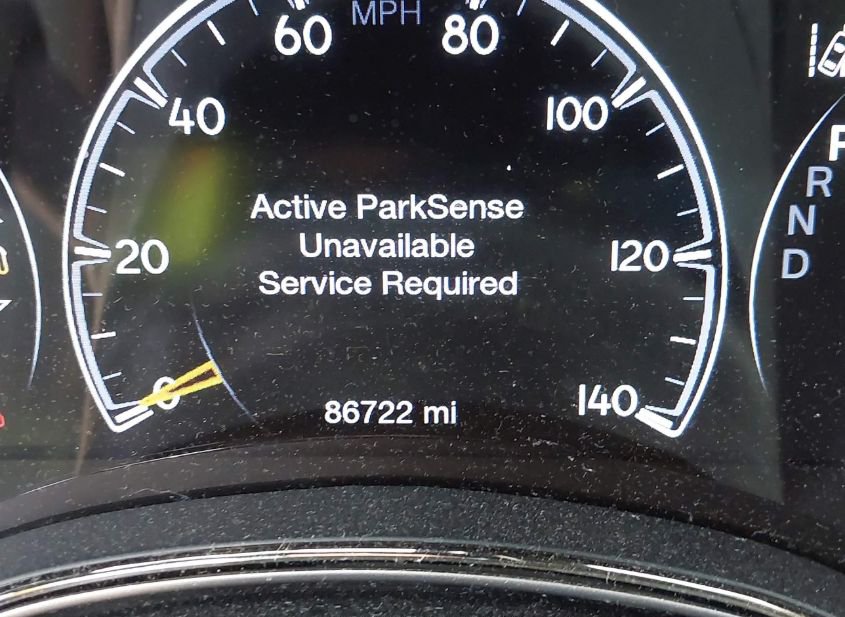 MPH
60 80
40 100
Active ParkSense
Unavailable
Service Required
20 120
0 140
86722 mi
P
R
N
D